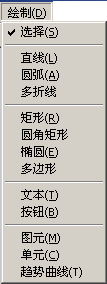 绘制(D)
选择(S)
直线(L)
圆弧(A)
多折线
矩形(R)
圆角矩形
椭圆(E)
多边形
文本(T)
按钮(B)
图元(M)
单元(C)
趋势曲线(T)